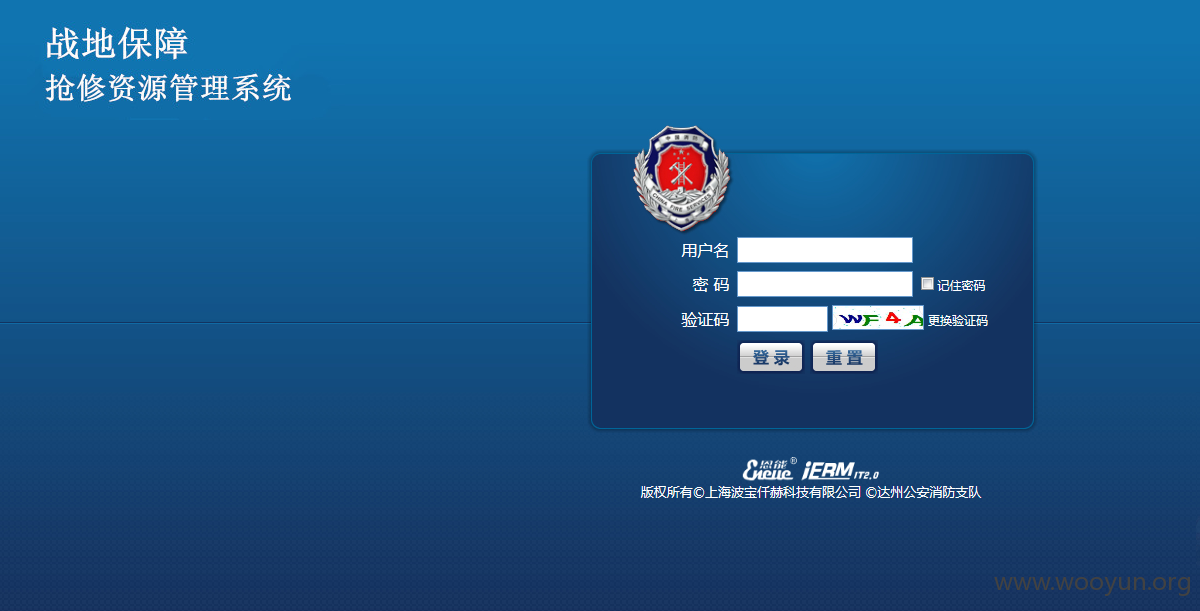 战地保障
抢修资源管理系统
中国消防
CHINA FIRE SERVICES
用户名
密 码
记住密码
验证码
WF4A
更换验证码
登 录
重 置
恩能® Eneue iERM IT2.0
版权所有©上海波宝仟赫科技有限公司 ©达州公安消防支队
www.wooyun.org